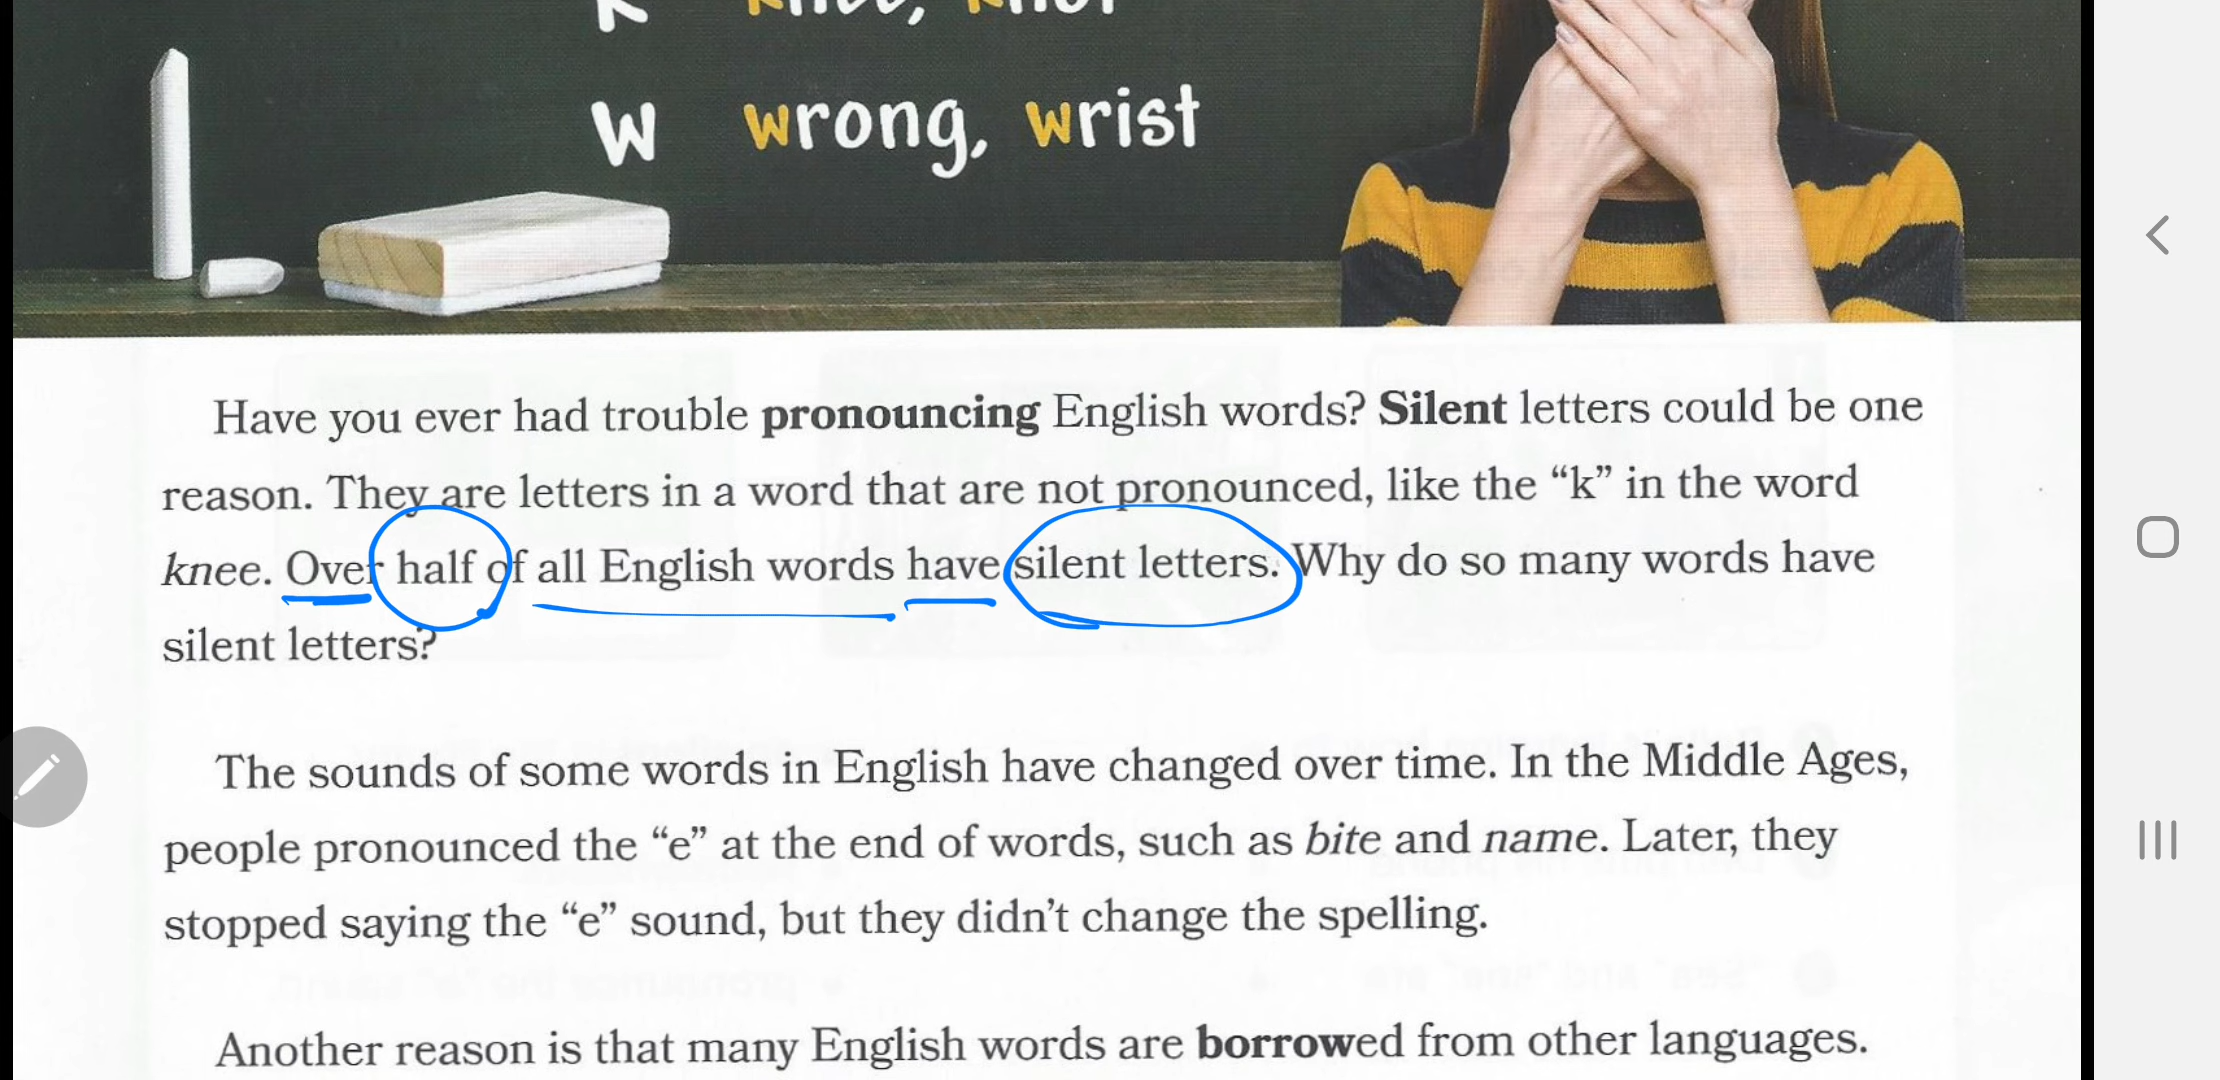 W wrong, wrist
Have you ever had trouble pronouncing English words? Silent letters could be one
reason. They are letters in a word that are not pronounced, like the “k” in the word
knee. Over half of all English words have silent letters. Why do so many words have
silent letters?
The sounds of some words in English have changed over time. In the Middle Ages,
people pronounced the “e” at the end of words, such as bite and name. Later, they
stopped saying the “e” sound, but they didn’t change the spelling.
Another reason is that many English words are borrowed from other languages.